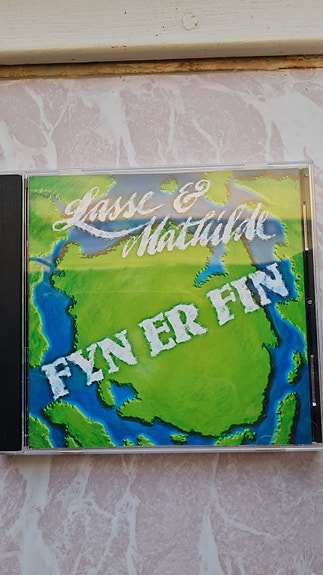 Lasse &
Mathilde
FYN ER FIN